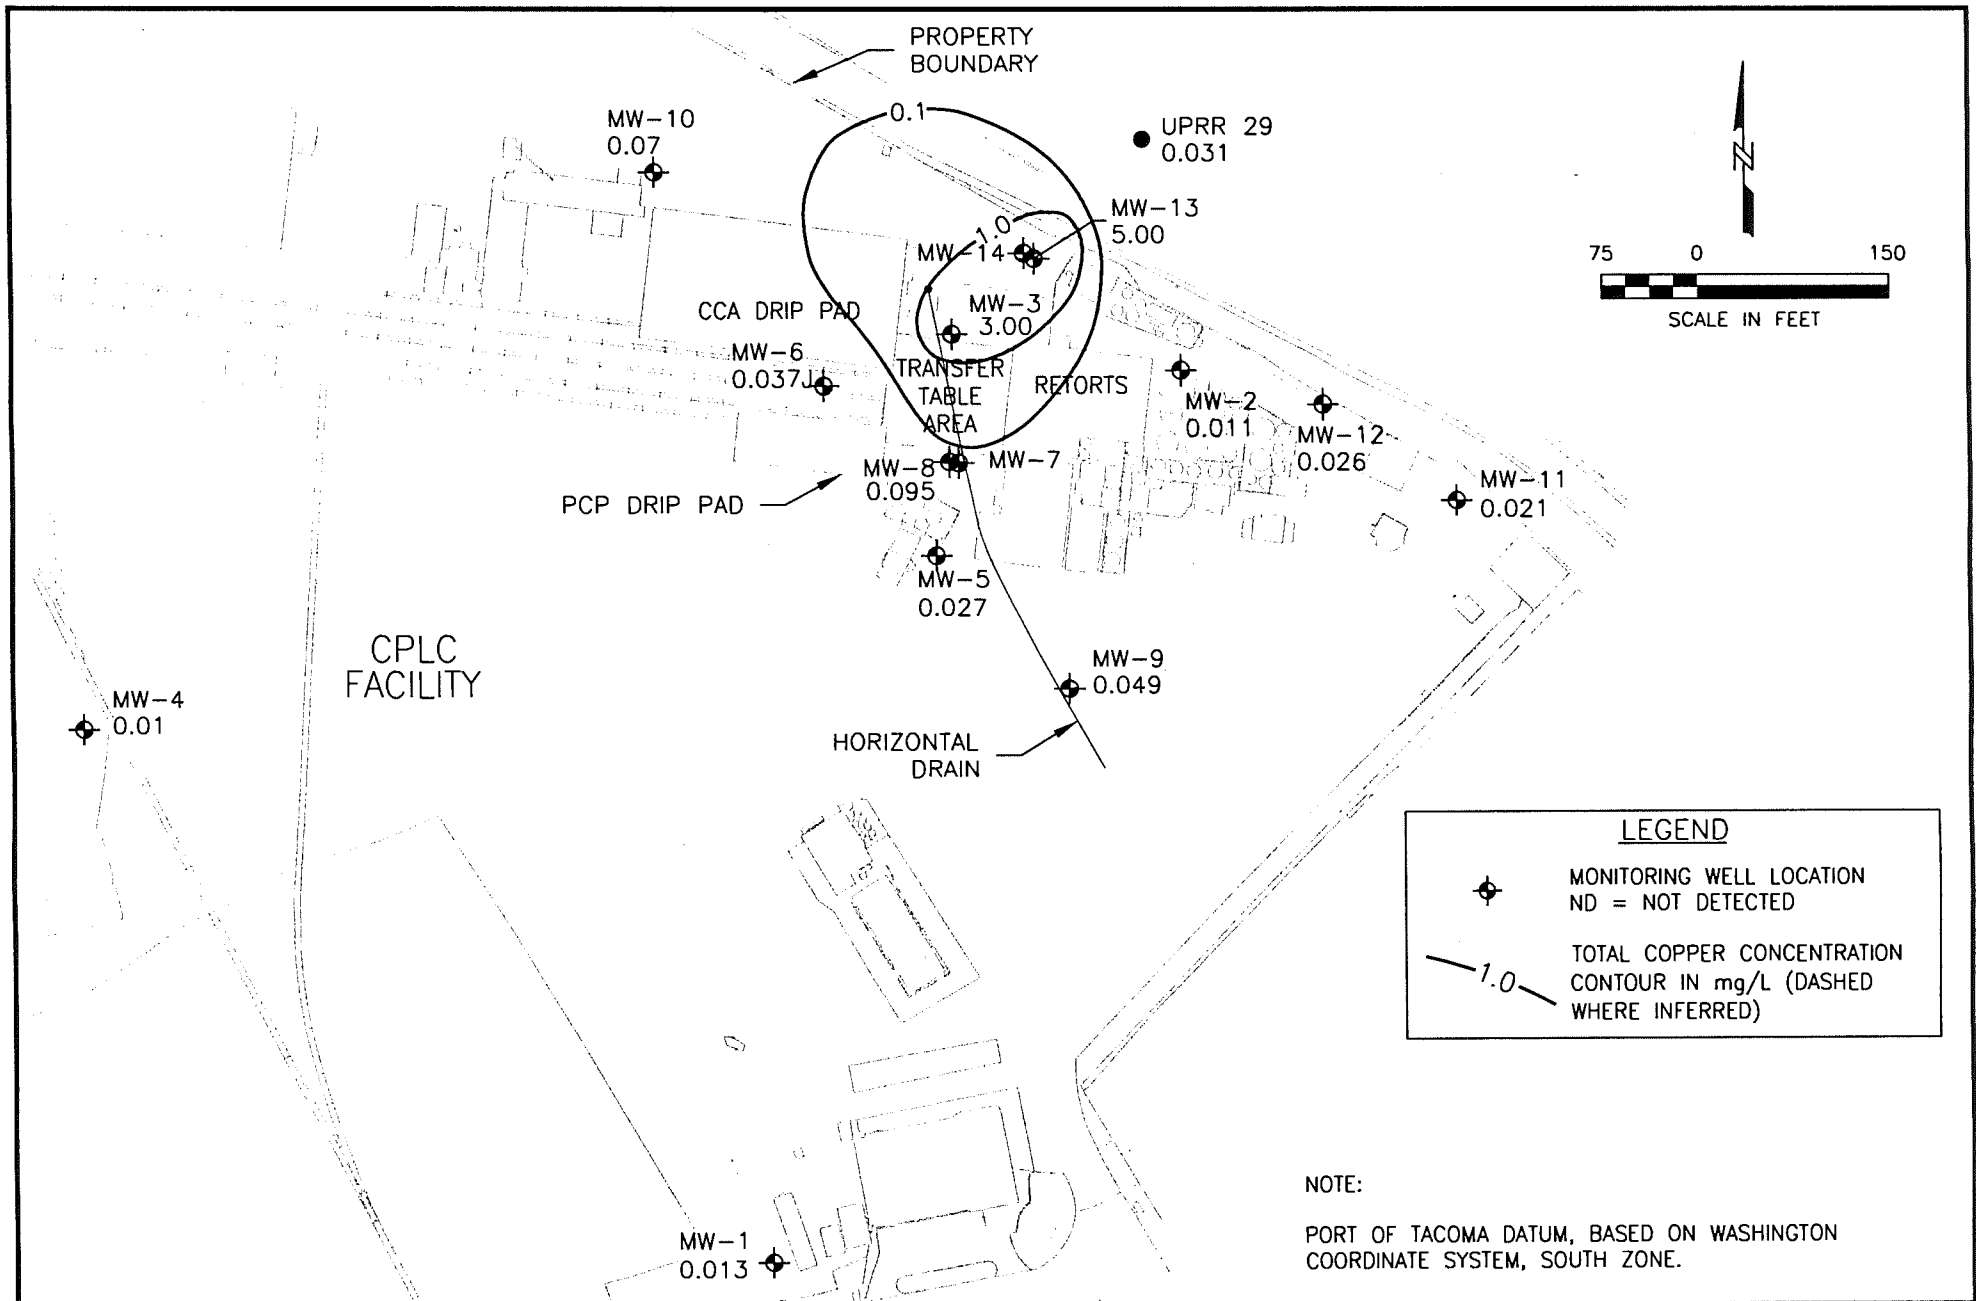 PROPERTY
BOUNDARY
0.1
MW-10
0.07
UPRR 29
0.031
MW-13
5.00
1.0
MW-14
MW-3
3.00
CCA DRIP PAD
MW-6
0.037J
TRANSFER
TABLE
AREA
RETORTS
MW-2
0.011
MW-12
0.026
MW-8
0.095
MW-7
MW-11
0.021
PCP DRIP PAD
MW-5
0.027
CPLC
FACILITY
MW-9
0.049
MW-4
0.01
HORIZONTAL
DRAIN
MW-1
0.013
N
75 0 150
SCALE IN FEET
LEGEND
MONITORING WELL LOCATION
ND = NOT DETECTED
1.0
TOTAL COPPER CONCENTRATION
CONTOUR IN mg/L (DASHED
WHERE INFERRED)
NOTE:
PORT OF TACOMA DATUM, BASED ON WASHINGTON
COORDINATE SYSTEM, SOUTH ZONE.